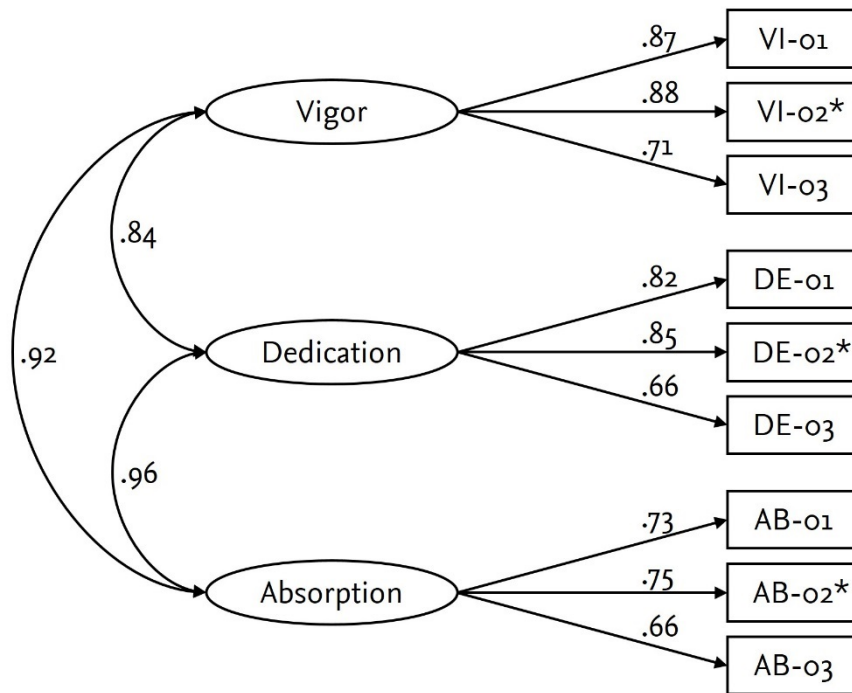 .87
VI-01
Vigor
.88
VI-02*
.71
VI-03
.84
.82
DE-01
.92
Dedication
.85
DE-02*
.66
DE-03
.96
.73
AB-01
Absorption
.75
AB-02*
.66
AB-03